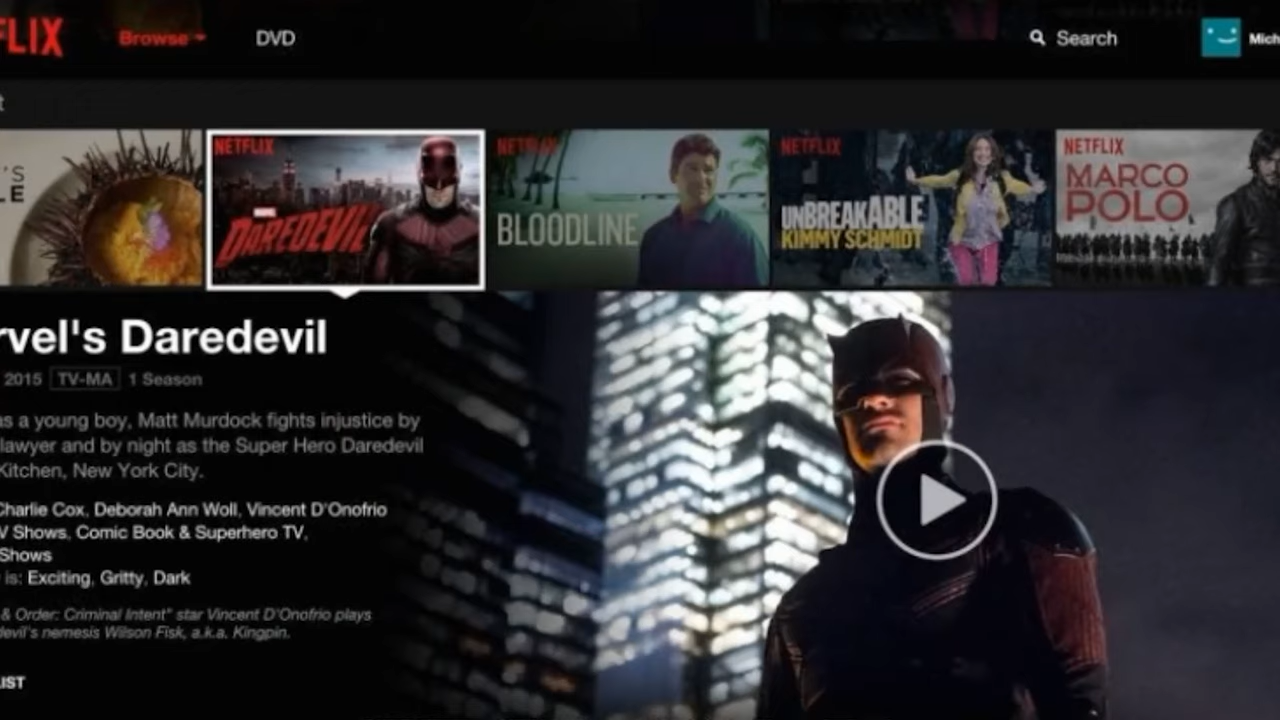 FLIX Browse DVD Search Mich
t
'S
LE
NETFLIX
MARVEL
DAREDEVIL
NETFLIX
BLOODLINE
NETFLIX
UNBREAKABLE
KIMMY SCHMIDT
NETFLIX
MARCO
POLO
rvel's Daredevil
2015 TV-MA 1 Season
as a young boy, Matt Murdock fights injustice by
lawyer and by night as the Super Hero Daredevil
Kitchen, New York City.
Charlie Cox, Deborah Ann Woll, Vincent D'Onofrio
V Shows, Comic Book & Superhero TV,
Shows
is: Exciting, Gritty, Dark
& Order: Criminal Intent" star Vincent D'Onofrio plays
devil's nemesis Wilson Fisk, a.k.a. Kingpin.
IST